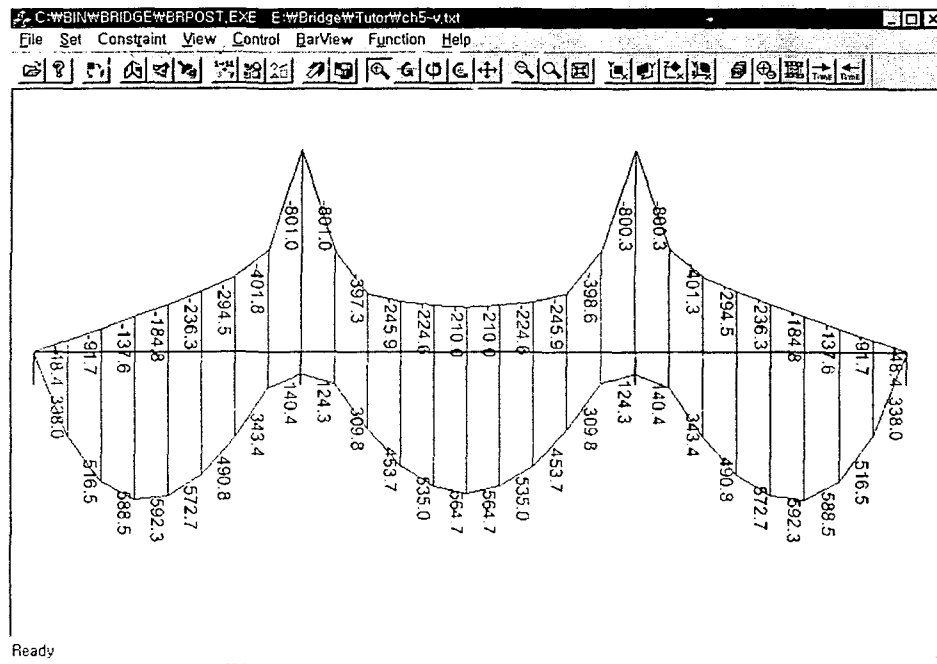 C:₩BIN₩BRIDGE₩BRPOST.EXE E:₩Bridge₩Tutor₩ch5-v.txt
File Set Constraint View Control BarView Function Help
-801.0 -801.0 -800.3 -800.3
-48.4 -91.7 -137.6 -184.8 -236.3 -294.5 -401.8 -397.3 -245.9 -224.6 -210.0 -210.0 -224.6 -245.9 -398.6 -401.3 -294.5 -236.3 -184.8 -137.6 -91.7 -48.4
338.0 516.5 588.5 592.3 572.7 490.8 343.4 140.4 124.3 309.8 453.7 535.0 564.7 564.7 535.0 453.7 309.8 124.3 140.4 343.4 490.8 572.7 592.3 588.5 516.5 338.0
Ready